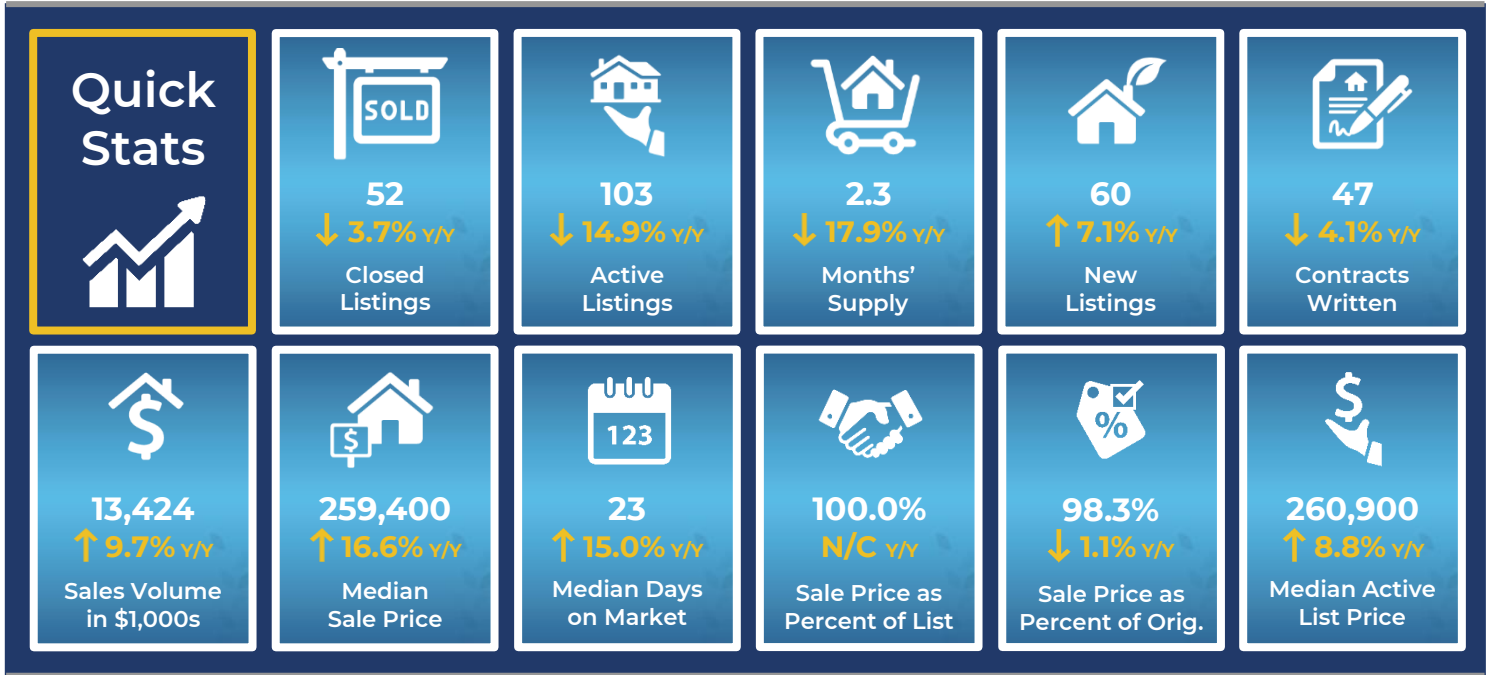 Quick
Stats
SOLD
52
↓ 3.7% Y/Y
Closed
Listings
103
↓ 14.9% Y/Y
Active
Listings
2.3
↓ 17.9% Y/Y
Months’
Supply
60
↑ 7.1% Y/Y
New
Listings
47
↓ 4.1% Y/Y
Contracts
Written
$
13,424
↑ 9.7% Y/Y
Sales Volume
in $1,000s
$
259,400
↑ 16.6% Y/Y
Median
Sale Price
123
23
↑ 15.0% Y/Y
Median Days
on Market
100.0%
N/C Y/Y
Sale Price as
Percent of List
%
98.3%
↓ 1.1% Y/Y
Sale Price as
Percent of Orig.
$
260,900
↑ 8.8% Y/Y
Median Active
List Price